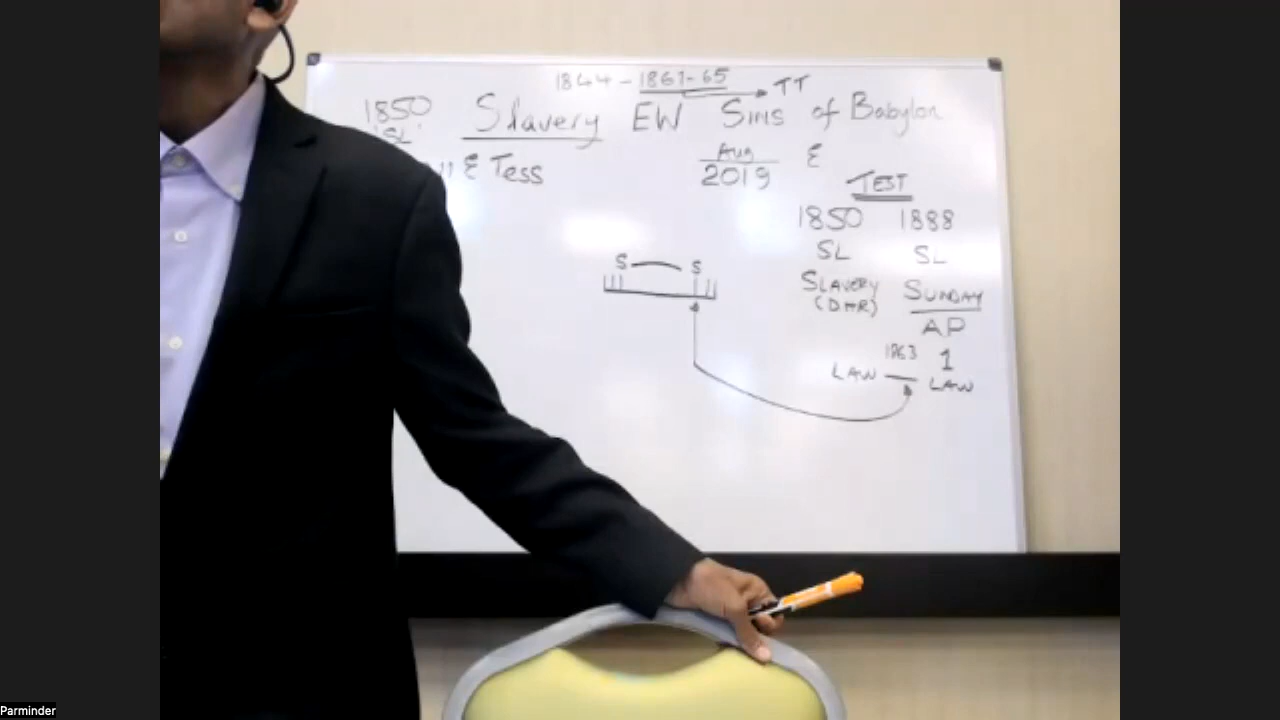 1844 - 1861-65 → TT
1850 Slavery EW Sins of Babylon
'SL'
& Tess Aug &
2019 TEST
1850 1888
SL SL
S S
SLAVERY SUNDAY
(DHR) AP
1863 1
LAW — LAW
Parminder